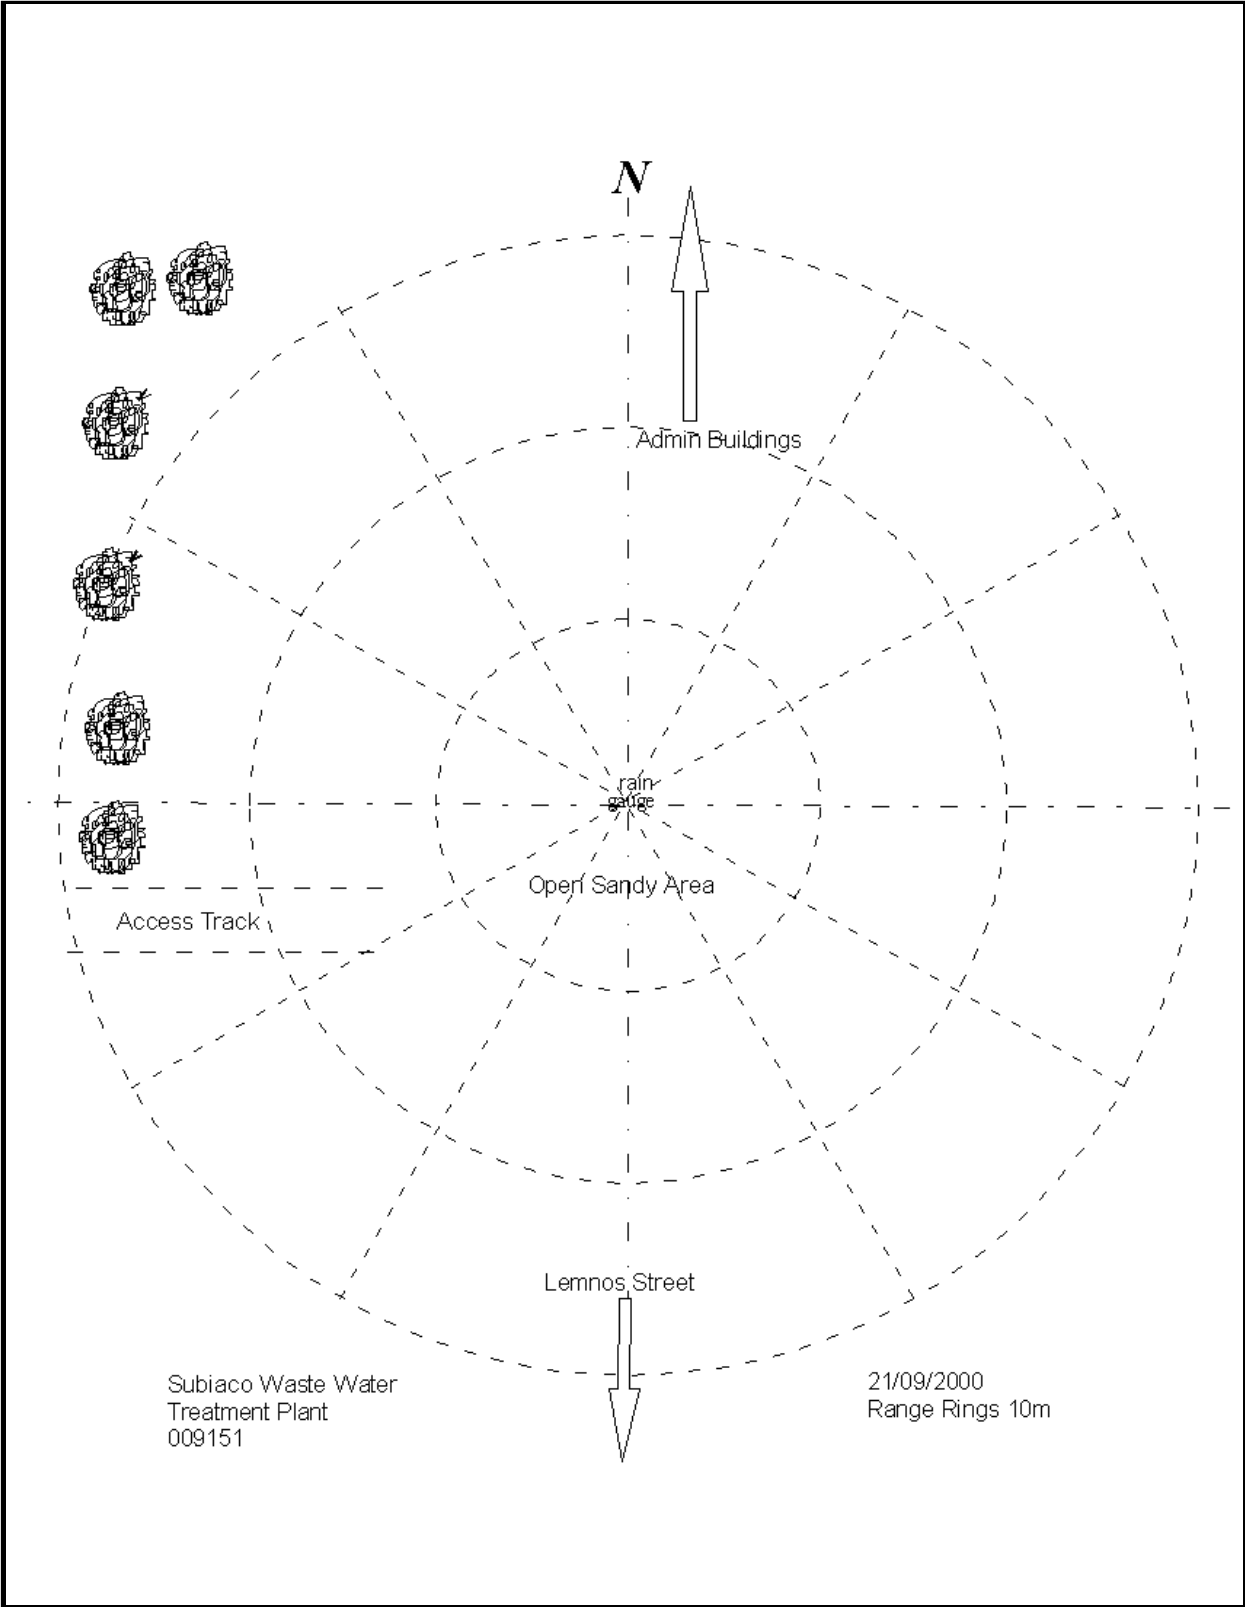 N
Admin Buildings
rain
gauge
Open Sandy Area
Access Track
Lemnos Street
Subiaco Waste Water
Treatment Plant
009151
21/09/2000
Range Rings 10m